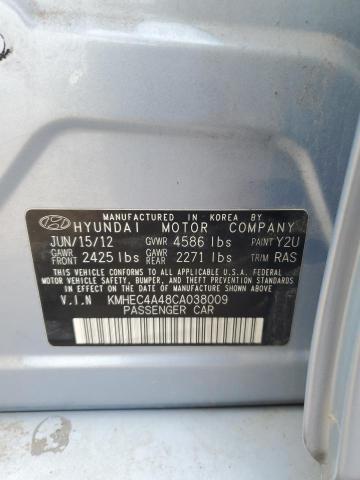 MANUFACTURED IN KOREA BY
HYUNDAI MOTOR COMPANY
JUN/15/12 GVWR 4586 lbs PAINT Y2U
GAWR FRONT 2425 lbs GAWR REAR 2271 lbs TRIM RAS
THIS VEHICLE CONFORMS TO ALL APPLICABLE U.S.A. FEDERAL
MOTOR VEHICLE SAFETY, BUMPER, AND THEFT PREVENTION STANDARDS
IN EFFECT ON THE DATE OF MANUFACTURE SHOWN ABOVE.
V.I.N KMHEC4A48CA038009
PASSENGER CAR